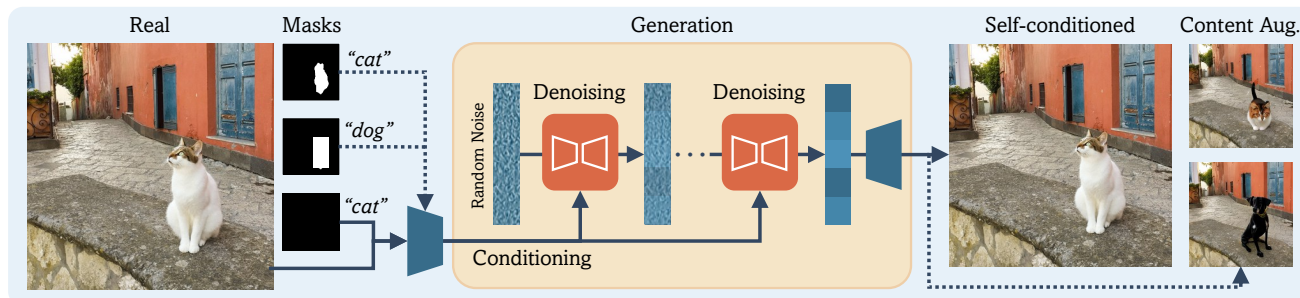 Real
Masks
Generation
Self-conditioned
Content Aug.
“cat”
“dog”
“cat”
Random Noise
Denoising
Denoising
Conditioning